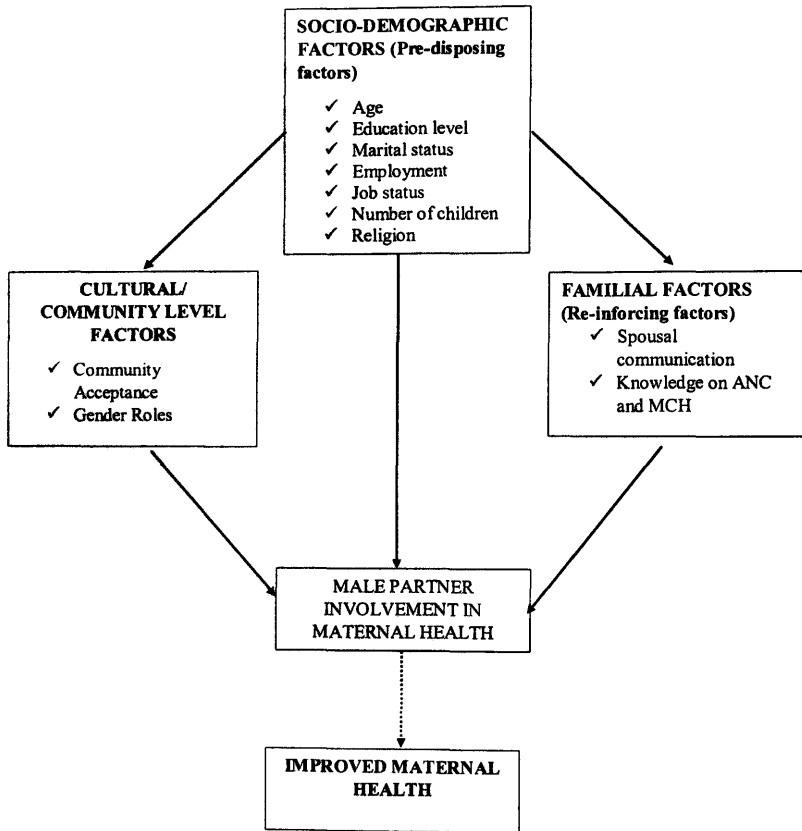 SOCIO-DEMOGRAPHIC
FACTORS (Pre-disposing
factors)
✓ Age
✓ Education level
✓ Marital status
✓ Employment
✓ Job status
✓ Number of children
✓ Religion
CULTURAL/
COMMUNITY LEVEL
FACTORS
✓ Community
Acceptance
✓ Gender Roles
FAMILIAL FACTORS
(Re-inforcing factors)
✓ Spousal
communication
✓ Knowledge on ANC
and MCH
MALE PARTNER
INVOLVEMENT IN
MATERNAL HEALTH
IMPROVED MATERNAL
HEALTH